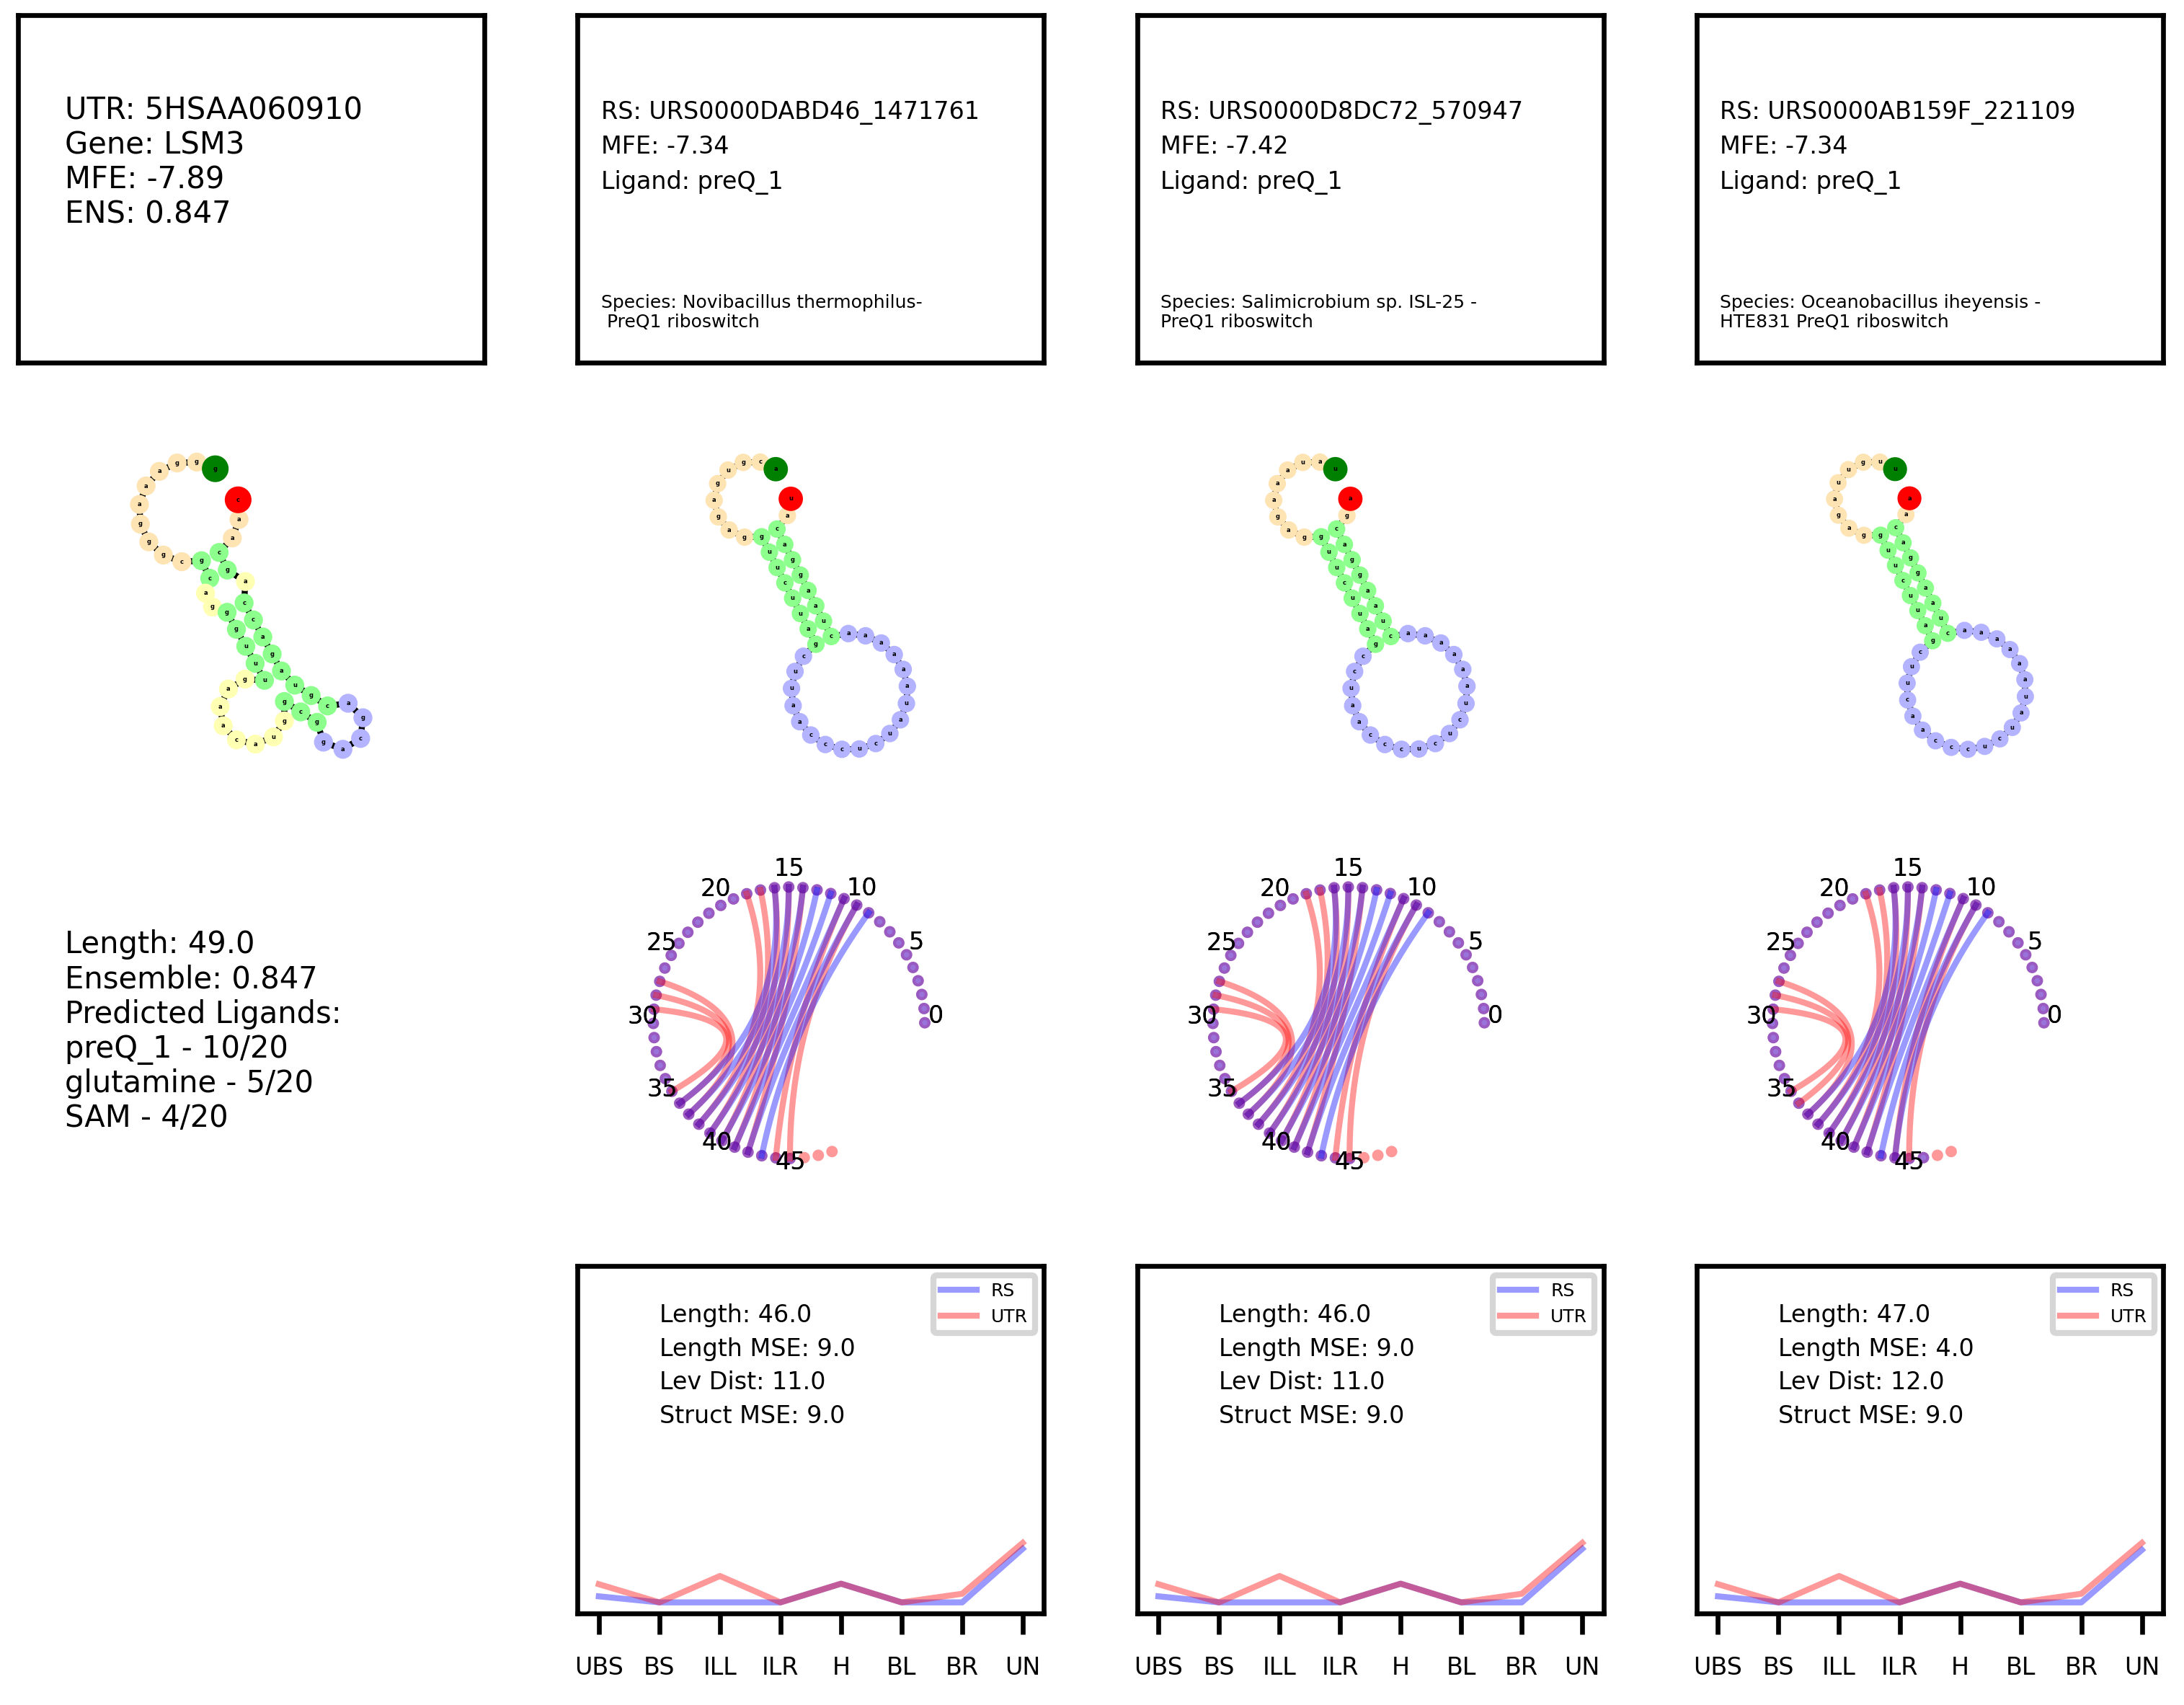 UTR: 5HSAA060910
Gene: LSM3
MFE: -7.89
ENS: 0.847
RS: URS0000DABD46_1471761
MFE: -7.34
Ligand: preQ_1
Species: Novibacillus thermophilus-
PreQ1 riboswitch
RS: URS0000D8DC72_570947
MFE: -7.42
Ligand: preQ_1
Species: Salimicrobium sp. ISL-25 -
PreQ1 riboswitch
RS: URS0000AB159F_221109
MFE: -7.34
Ligand: preQ_1
Species: Oceanobacillus iheyensis -
HTE831 PreQ1 riboswitch
Length: 49.0
Ensemble: 0.847
Predicted Ligands:
preQ_1 - 10/20
glutamine - 5/20
SAM - 4/20
0
5
10
15
20
25
30
35
40
45
0
5
10
15
20
25
30
35
40
45
0
5
10
15
20
25
30
35
40
45
RS
UTR
Length: 46.0
Length MSE: 9.0
Lev Dist: 11.0
Struct MSE: 9.0
UBS BS ILL ILR H BL BR UN
RS
UTR
Length: 46.0
Length MSE: 9.0
Lev Dist: 11.0
Struct MSE: 9.0
UBS BS ILL ILR H BL BR UN
RS
UTR
Length: 47.0
Length MSE: 4.0
Lev Dist: 12.0
Struct MSE: 9.0
UBS BS ILL ILR H BL BR UN